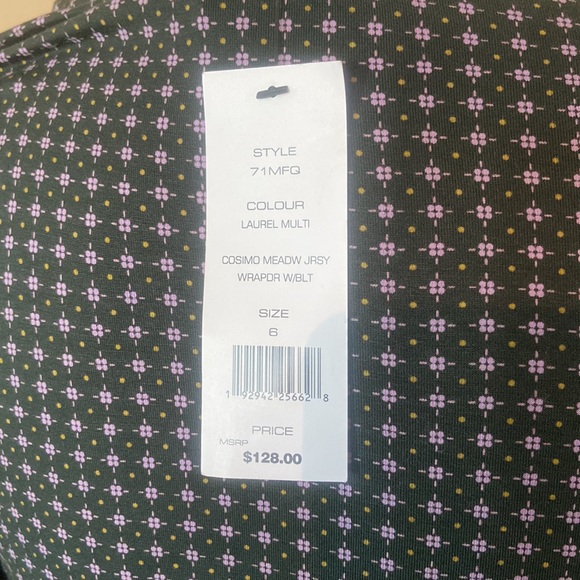 STYLE
71MFQ
COLOUR
LAUREL MULTI
COSIMO MEADW JRSY
WRAPDR W/BLT
SIZE
6
1 92942 25662 8
PRICE
MSRP
$128.00